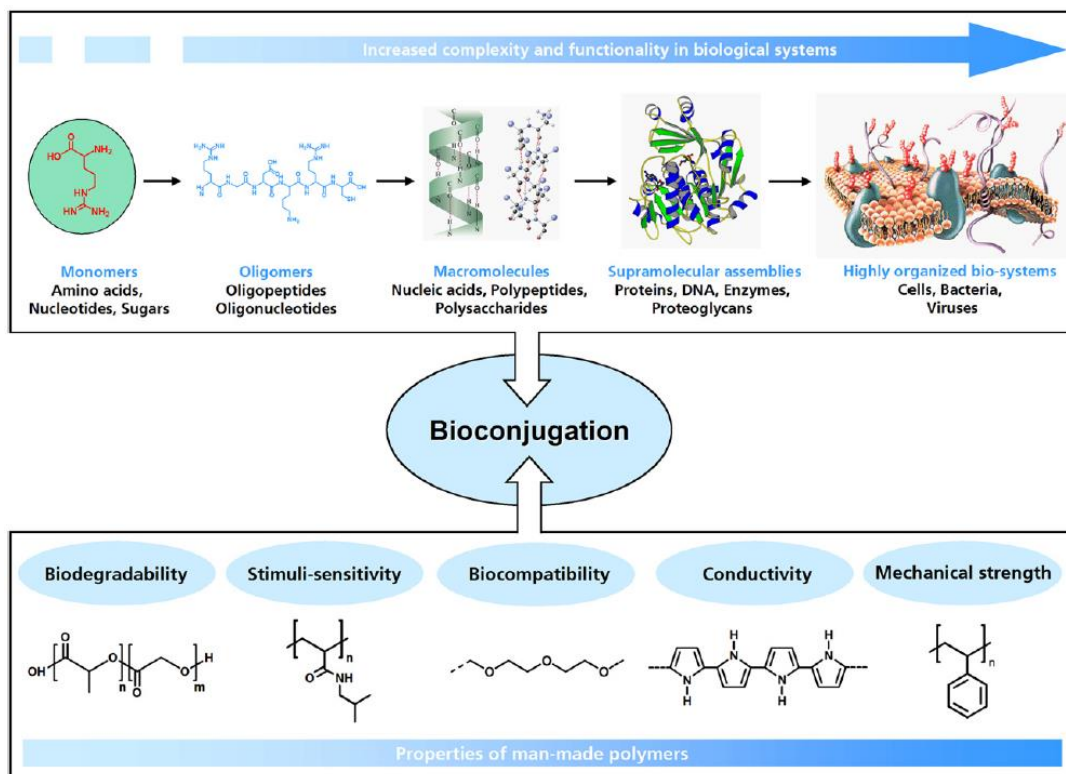 Increased complexity and functionality in biological systems
Monomers
Amino acids,
Nucleotides, Sugars
Oligomers
Oligopeptides
Oligonucleotides
Macromolecules
Nucleic acids, Polypeptides,
Polysaccharides
Supramolecular assemblies
Proteins, DNA, Enzymes,
Proteoglycans
Highly organized bio-systems
Cells, Bacteria,
Viruses
Bioconjugation
Biodegradability
Stimuli-sensitivity
Biocompatibility
Conductivity
Mechanical strength
Properties of man-made polymers